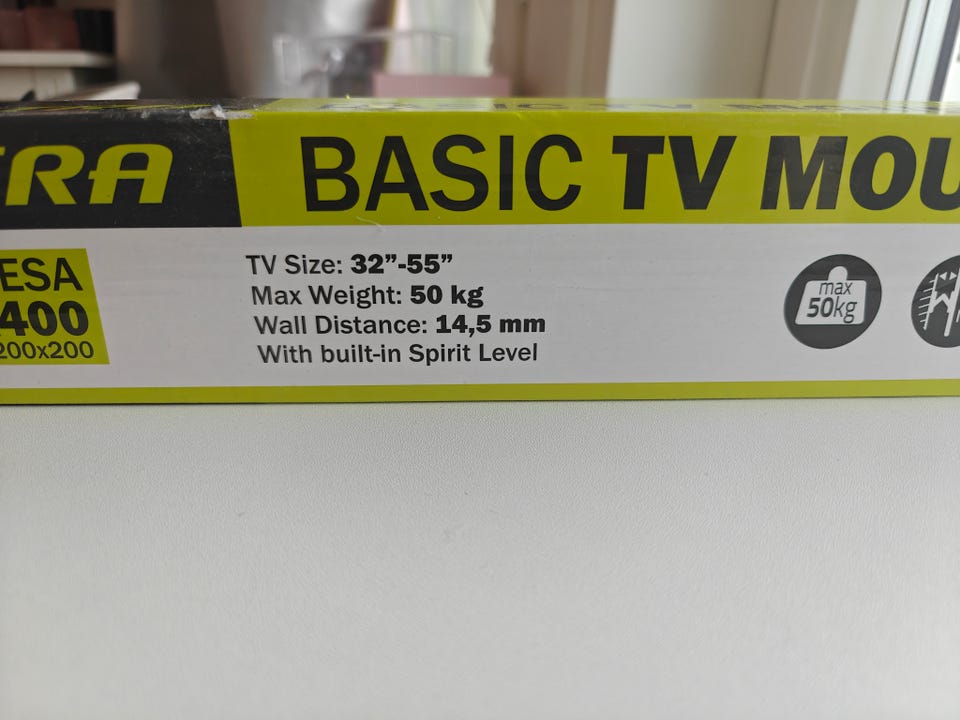 TRA BASIC TV MOU
ESA
400
200x200
TV Size: 32”-55”
Max Weight: 50 kg
Wall Distance: 14,5 mm
With built-in Spirit Level
max
50kg